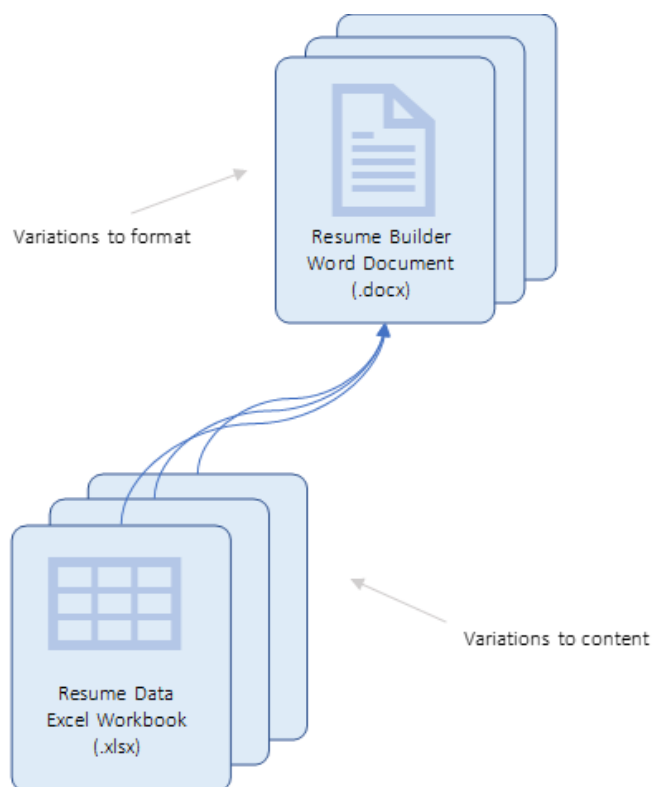 Variations to format
Resume Builder
Word Document
(.docx)
Variations to content
Resume Data
Excel Workbook
(.xlsx)